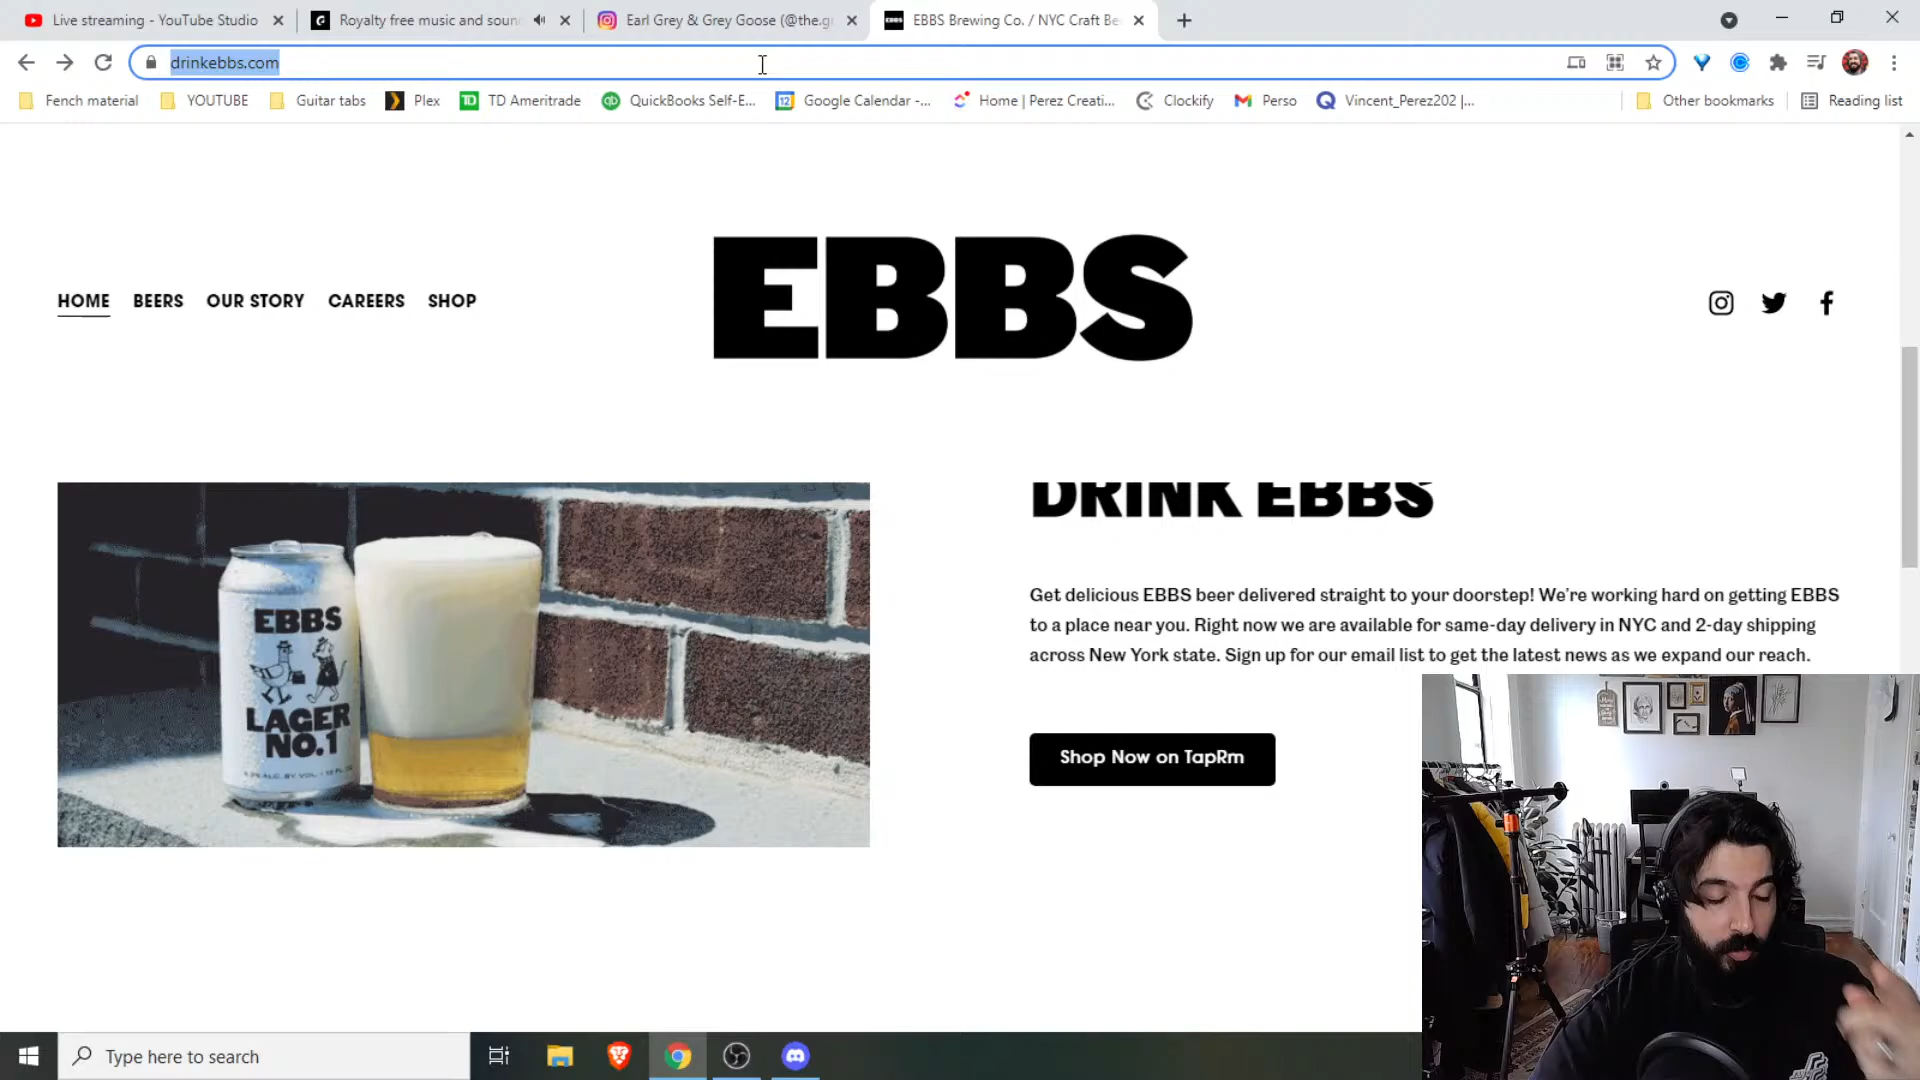 Live streaming - YouTube Studio
Royalty free music and soun
Earl Grey & Grey Goose (@the.g
EBBS Brewing Co. / NYC Craft Be
drinkebbs.com
Fench material
YOUTUBE
Guitar tabs
Plex
TD Ameritrade
QuickBooks Self-E...
Google Calendar -...
Home | Perez Creati...
Clockify
Perso
Vincent_Perez202 |...
Other bookmarks
Reading list
HOME
BEERS
OUR STORY
CAREERS
SHOP
EBBS
DRINK EBBS
EBBS
LAGER
NO.1
Get delicious EBBS beer delivered straight to your doorstep! We're working hard on getting EBBS
to a place near you. Right now we are available for same-day delivery in NYC and 2-day shipping
across New York state. Sign up for our email list to get the latest news as we expand our reach.
Shop Now on TapRm
Type here to search